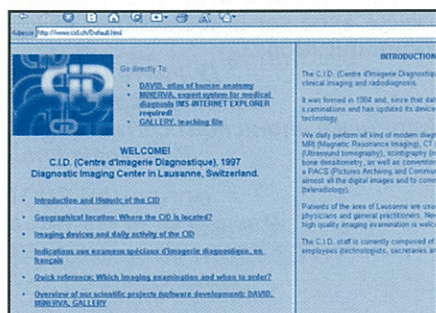 Adresse http://www.cid.ch/Default.html
CID
Go directly To
• DAVID, atlas of human anatomy
• MINERVA, expert system for medical
diagnosis (MS-INTERNET EXPLORER
required)
• GALLERY, teaching file
WELCOME!
C.I.D. (Centre d'Imagerie Diagnostique), 1997
Diagnostic Imaging Center in Lausanne, Switzerland.
• Introduction and Historic of the CID
• Geographical location: Where the CID is located?
• Imaging devices and daily activity of the CID
• Indications aux examens spéciaux d'Imagerie diagnostique, en
français
• Quick reference: Which imaging examination and when to order?
• Overview of our scientific projects (software development): DAVID,
MINERVA, GALLERY
INTRODUCTION
The C.I.D. (Centre d'Imagerie Diagnostiqu
clinical imaging and radiodiagnosis.
It was formed in 1994 and, since that dat
examinations and has updated its device
technology.
We daily perform all kind of modern diag
MRI (Magnetic Resonance Imaging), CT (
(Ultrasound tomography), scintigraphy (n
bone densitometry, as well as convention
a PACS (Pictures Archiving and Commun
almost all the digital images and to comm
(teleradiology).
Patients of the area of Lausanne are usu
physicians and general practitioners. Ne
high quality imaging examination is welco
The C.I.D. staff is currently composed of
employees (technologists, secretaries an